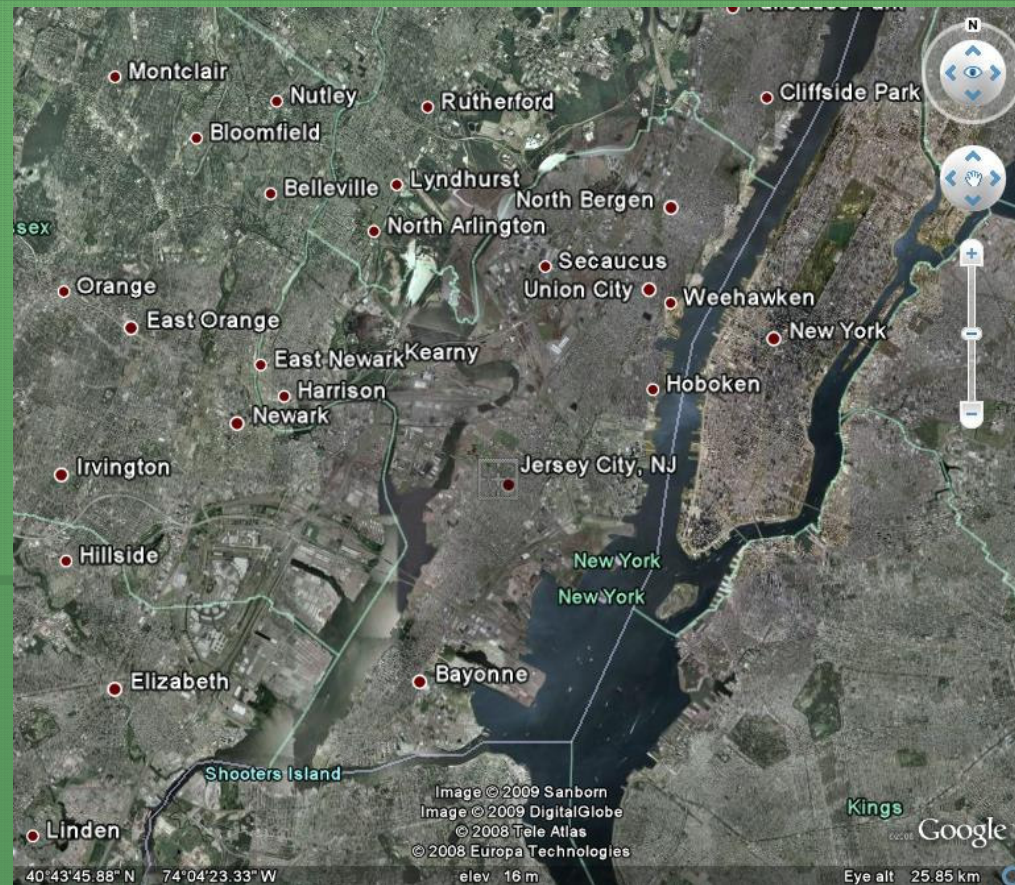 N
Montclair
Cliffside Park
Nutley
Rutherford
Bloomfield
Lyndhurst
Belleville
North Bergen
North Arlington
Secaucus
Orange
Union City
Weehawken
East Orange
New York
East Newark
Kearny
Hoboken
Harrison
Newark
Jersey City, NJ
Irvington
Hillside
New York
New York
Bayonne
Elizabeth
Shooters Island
Image © 2009 Sanborn
Image © 2009 DigitalGlobe
© 2008 Tele Atlas
© 2008 Europa Technologies
Kings
Google
Linden
40°43'45.88" N 74°04'23.33" W elev 16 m Eye alt 25.85 km